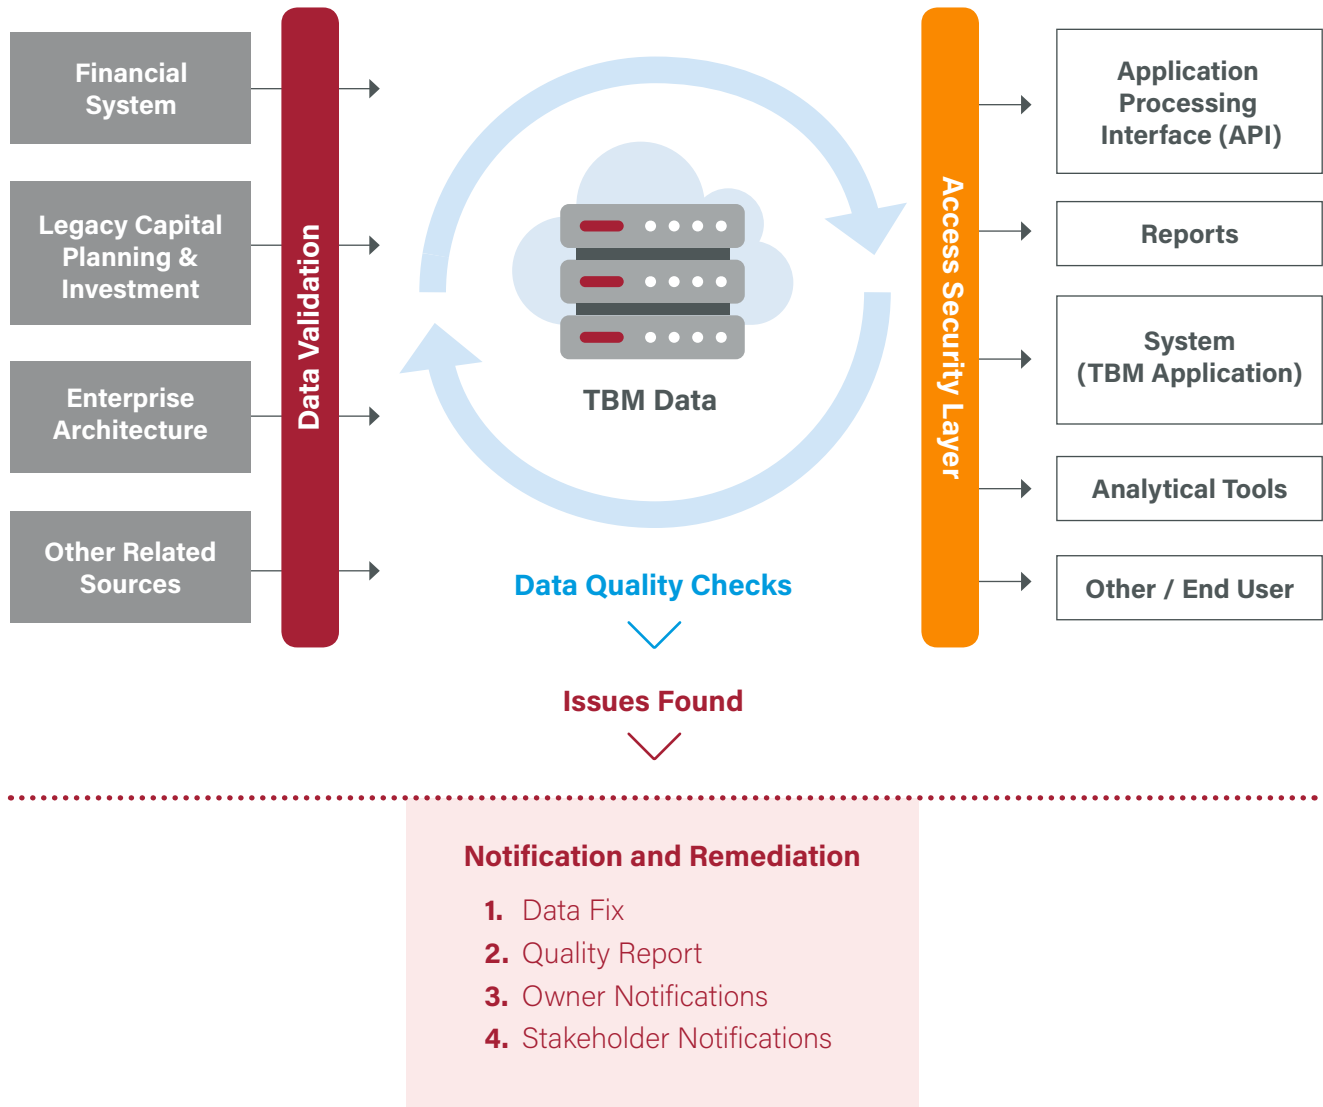 Financial
System
Legacy Capital
Planning &
Investment
Enterprise
Architecture
Other Related
Sources
Data Validation
TBM Data
Data Quality Checks
Issues Found
Access Security Layer
Application
Processing
Interface (API)
Reports
System
(TBM Application)
Analytical Tools
Other / End User
Notification and Remediation
1. Data Fix
2. Quality Report
3. Owner Notifications
4. Stakeholder Notifications